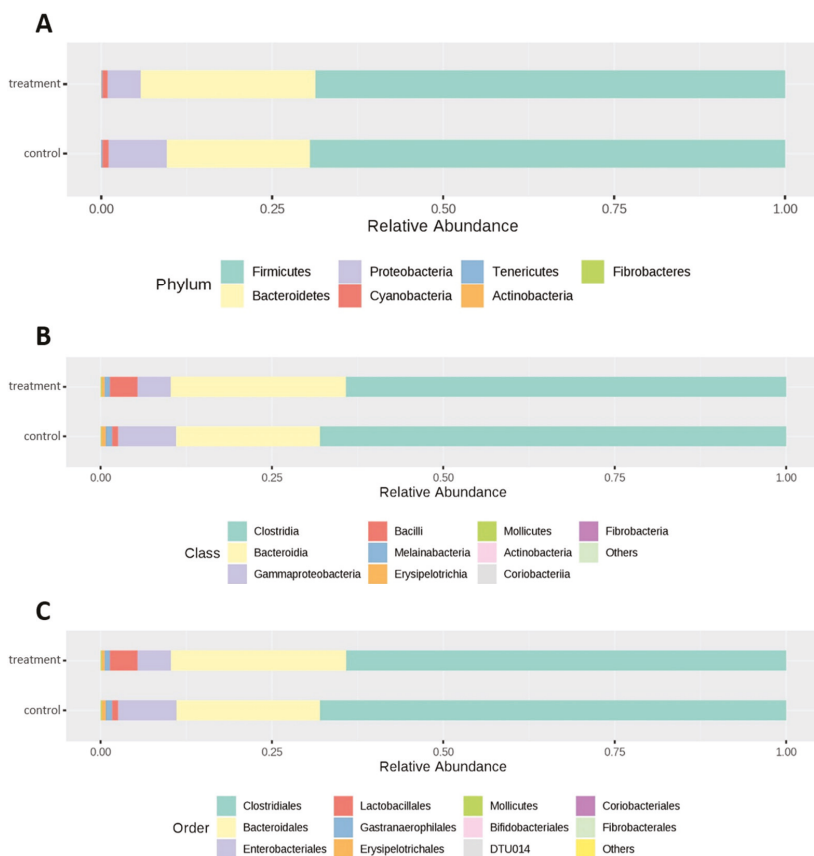 A
treatment
control
0.00 0.25 0.50 0.75 1.00
Relative Abundance
Phylum
Firmicutes Proteobacteria Tenericutes Fibrobacteres
Bacteroidetes Cyanobacteria Actinobacteria
B
treatment
control
0.00 0.25 0.50 0.75 1.00
Relative Abundance
Class
Clostridia Bacilli Mollicutes Fibrobacteria
Bacteroidia Melainabacteria Actinobacteria Others
Gammaproteobacteria Erysipelotrichia Coriobacteriia
C
treatment
control
0.00 0.25 0.50 0.75 1.00
Relative Abundance
Order
Clostridiales Lactobacillales Mollicutes Coriobacteriales
Bacteroidales Gastranaerophilales Bifidobacteriales Fibrobacterales
Enterobacteriales Erysipelotrichales DTU014 Others